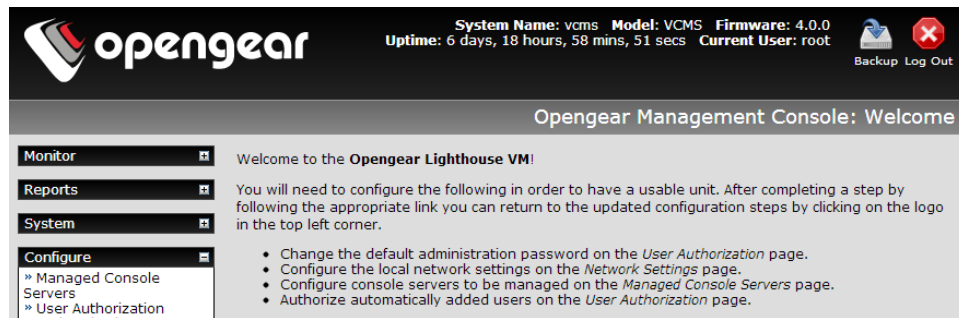 opengear
System Name: vcms Model: VCMS Firmware: 4.0.0
Uptime: 6 days, 18 hours, 58 mins, 51 secs Current User: root
Backup Log Out
Opengear Management Console: Welcome
Monitor
Reports
System
Configure
» Managed Console
Servers
» User Authorization
Welcome to the Opengear Lighthouse VM!
You will need to configure the following in order to have a usable unit. After completing a step by
following the appropriate link you can return to the updated configuration steps by clicking on the logo
in the top left corner.
• Change the default administration password on the User Authorization page.
• Configure the local network settings on the Network Settings page.
• Configure console servers to be managed on the Managed Console Servers page.
• Authorize automatically added users on the User Authorization page.